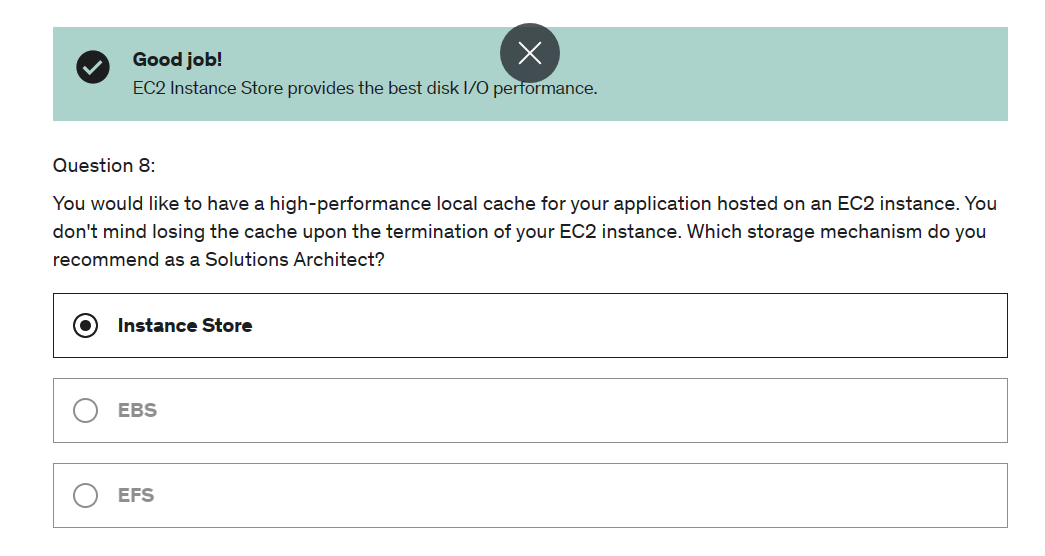 Good job!
EC2 Instance Store provides the best disk I/O performance.
Question 8:
You would like to have a high-performance local cache for your application hosted on an EC2 instance. You
don't mind losing the cache upon the termination of your EC2 instance. Which storage mechanism do you
recommend as a Solutions Architect?
Instance Store
EBS
EFS